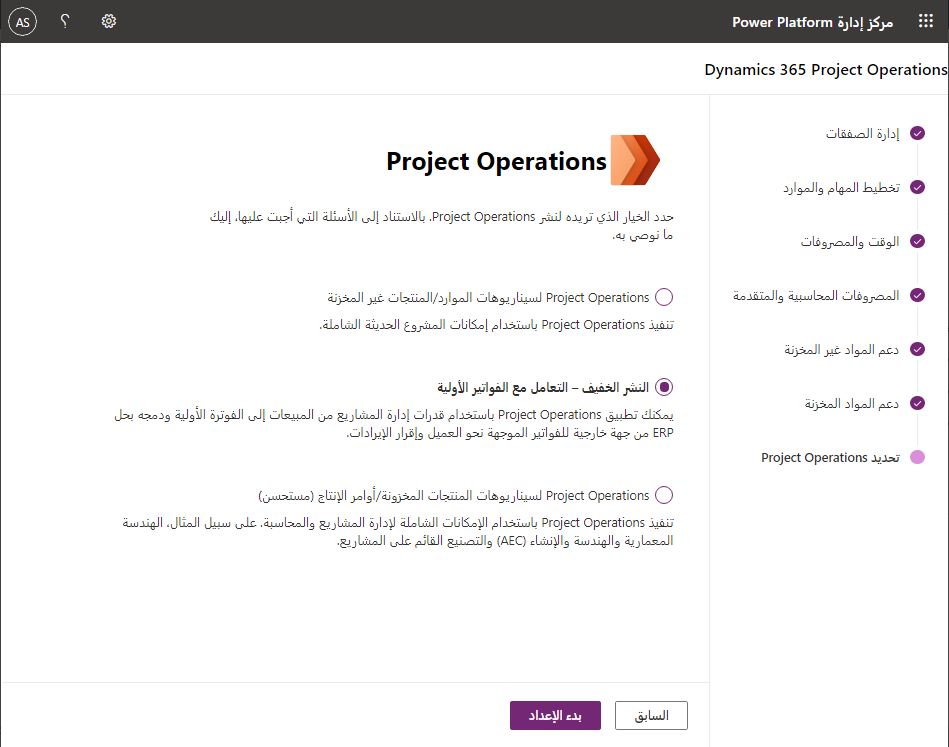 مركز إدارة Power Platform
AS
Dynamics 365 Project Operations
إدارة الصفقات
تخطيط المهام والموارد
الوقت والمصروفات
المصروفات المحاسبية والمتقدمة
دعم المواد غير المخزنة
دعم المواد المخزنة
تحديد Project Operations
Project Operations
حدد الخيار الذي تريده لنشر Project Operations. بالاستناد إلى الأسئلة التي أجبت عليها، إليك
ما نوصي به.
Project Operations لسيناريوهات الموارد/المنتجات غير المخزنة
تنفيذ Project Operations باستخدام إمكانات المشروع الحديثة الشاملة.
النشر الخفيف – التعامل مع الفواتير الأولية
يمكنك تطبيق Project Operations باستخدام قدرات إدارة المشاريع من المبيعات إلى الفوترة الأولية ودمجه بحل
ERP من جهة خارجية للفواتير الموجهة نحو العميل وإقرار الإيرادات.
Project Operations لسيناريوهات المنتجات المخزونة/أوامر الإنتاج (مستحسن)
تنفيذ Project Operations باستخدام الإمكانات الشاملة لإدارة المشاريع والمحاسبة. على سبيل المثال، الهندسة
المعمارية والهندسة والإنشاء (AEC) والتصنيع القائم على المشاريع.
السابق
بدء الإعداد